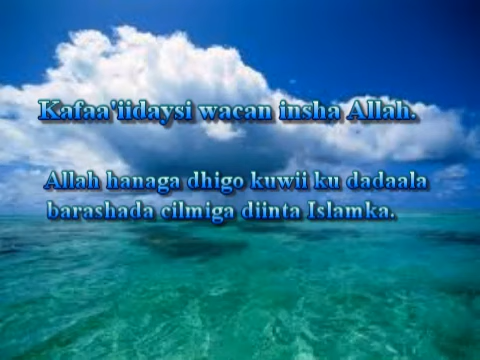 Kafaa'iidaysi wacan insha Allah.
Allah hanaga dhigo kuwii ku dadaala
barashada cilmiga diinta Islamka.